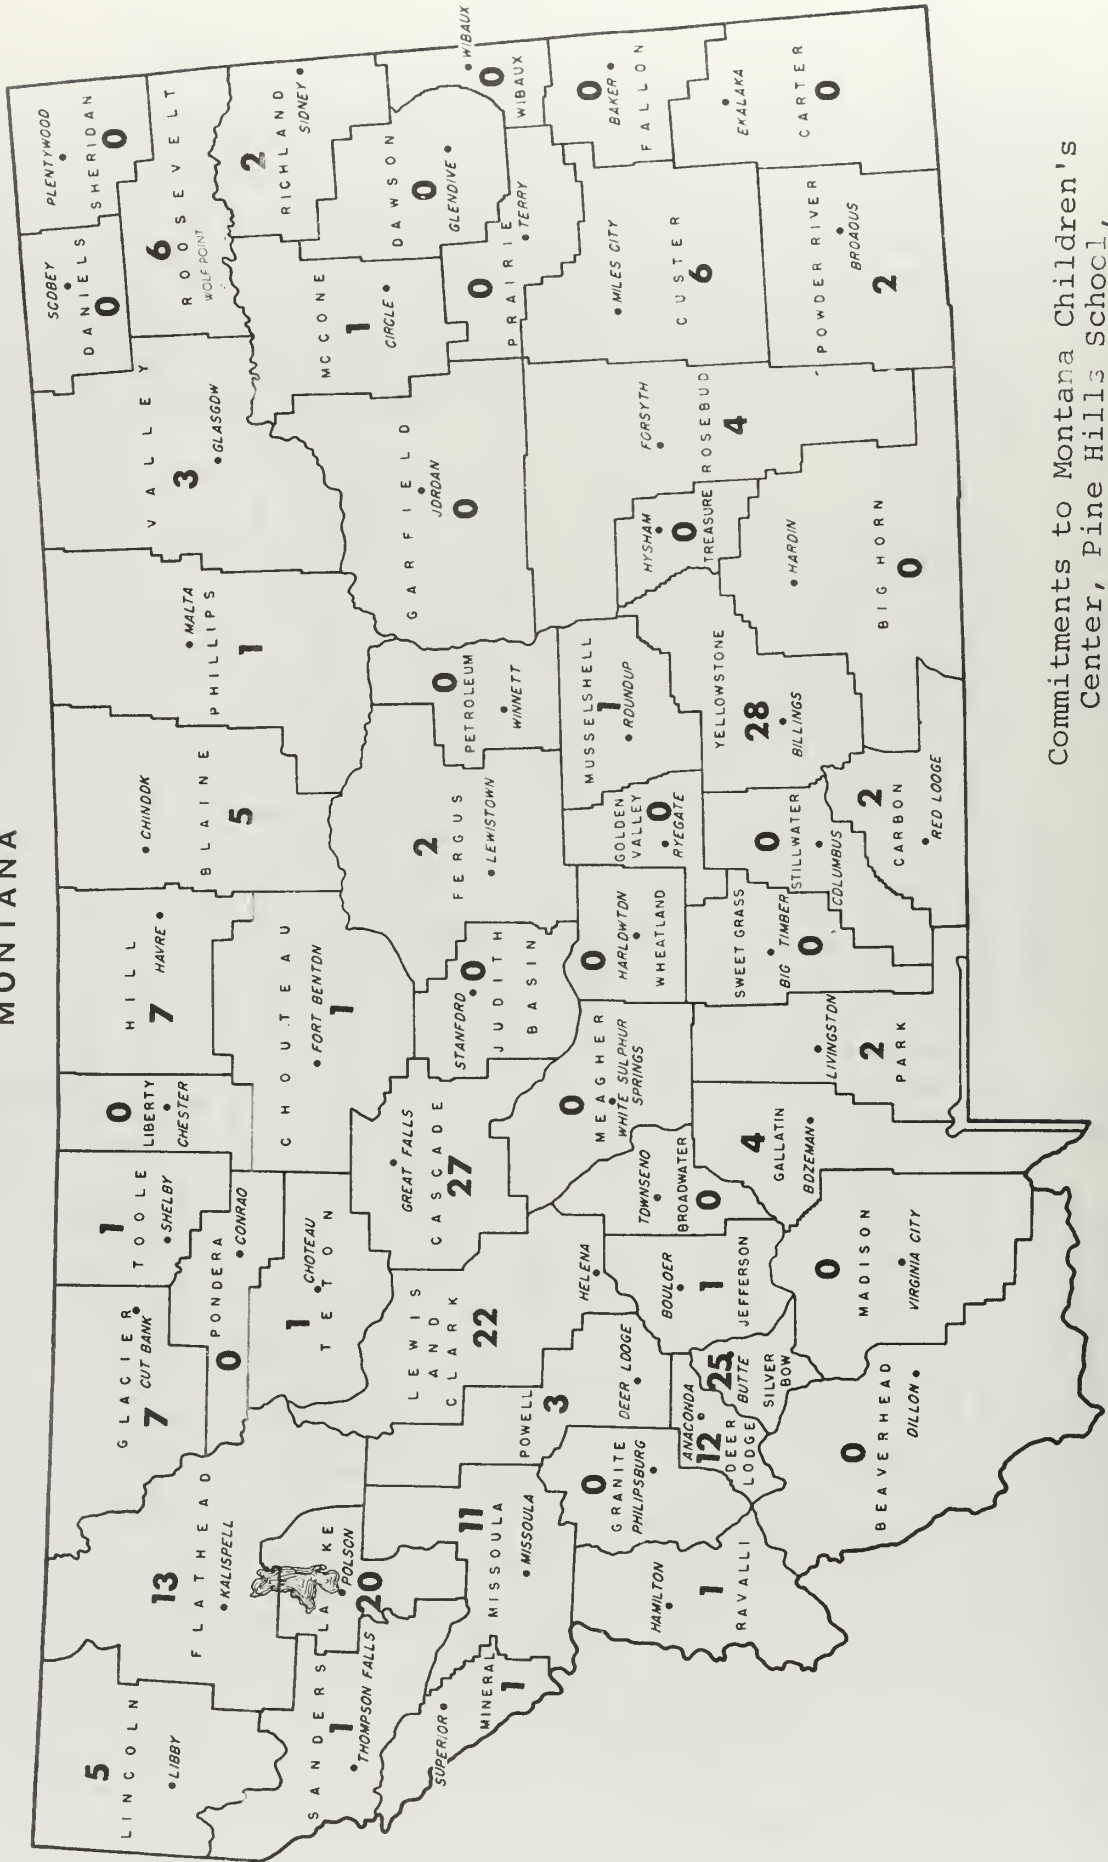 MONTANA
5
LINCOLN
LIBBY
13
FLATHEAD
KALISPELL
GLACIER
CUT BANK
7
1
TOOLE
SHELBY
0
LIBERTY
CHESTER
HILL
7
HAVRE
CHINOOK
BLAINE
5
MALTA
PHILLIPS
1
VALLEY
3
GLASGOW
SCOBEY
DANIELS
0
PLENTYWOOD
SHERIDAN
0
6
ROOSEVELT
WOLF POINT
PONDERA
CONRAD
0
1
CHOTEAU
TETON
CHOUTEAU
FORT BENTON
1
SANDERS
1
THOMPSON FALLS
LAKE
POLSON
20
LEWIS
AND
CLARK
22
HELENA
GREAT FALLS
CASCADE
27
STANFORD
0
JUDITH
BASIN
2
FERGUS
LEWISTOWN
0
PETROLEUM
WINNETT
GARFIELD
JORDAN
0
MCCONE
1
CIRCLE
2
RICHLAND
SIDNEY
DAWSON
0
GLENDIVE
WIBAUX
0
WIBAUX
0
PRAIRIE
TERRY
SUPERIOR
MINERAL
1
11
MISSOULA
MISSOULA
POWELL
3
DEER LODGE
0
GRANITE
PHILIPSBURG
HAMILTON
1
RAVALLI
ANACONDA
12
DEER
LODGE
25
BUTTE
SILVER
BOW
BOULDER
1
JEFFERSON
TOWNSEND
BROADWATER
0
0
MEAGHER
WHITE SULPHUR
SPRINGS
0
HARLOWTON
WHEATLAND
GOLDEN
VALLEY
0
RYEGATE
MUSSELSHELL
1
ROUNDUP
HYSHAM
0
TREASURE
FORSYTH
ROSEBUD
4
MILES CITY
CUSTER
6
0
BAKER
FALLON
0
BEAVERHEAD
DILLON
0
MADISON
VIRGINIA CITY
4
GALLATIN
BOZEMAN
LIVINGSTON
2
PARK
SWEET GRASS
BIG TIMBER
0
0
STILLWATER
COLUMBUS
2
CARBON
RED LODGE
YELLOWSTONE
28
BILLINGS
HARDIN
BIG HORN
0
POWDER RIVER
BROADUS
2
EKALAKA
CARTER
0
Commitments to Montana Children's
Center, Pine Hills School,